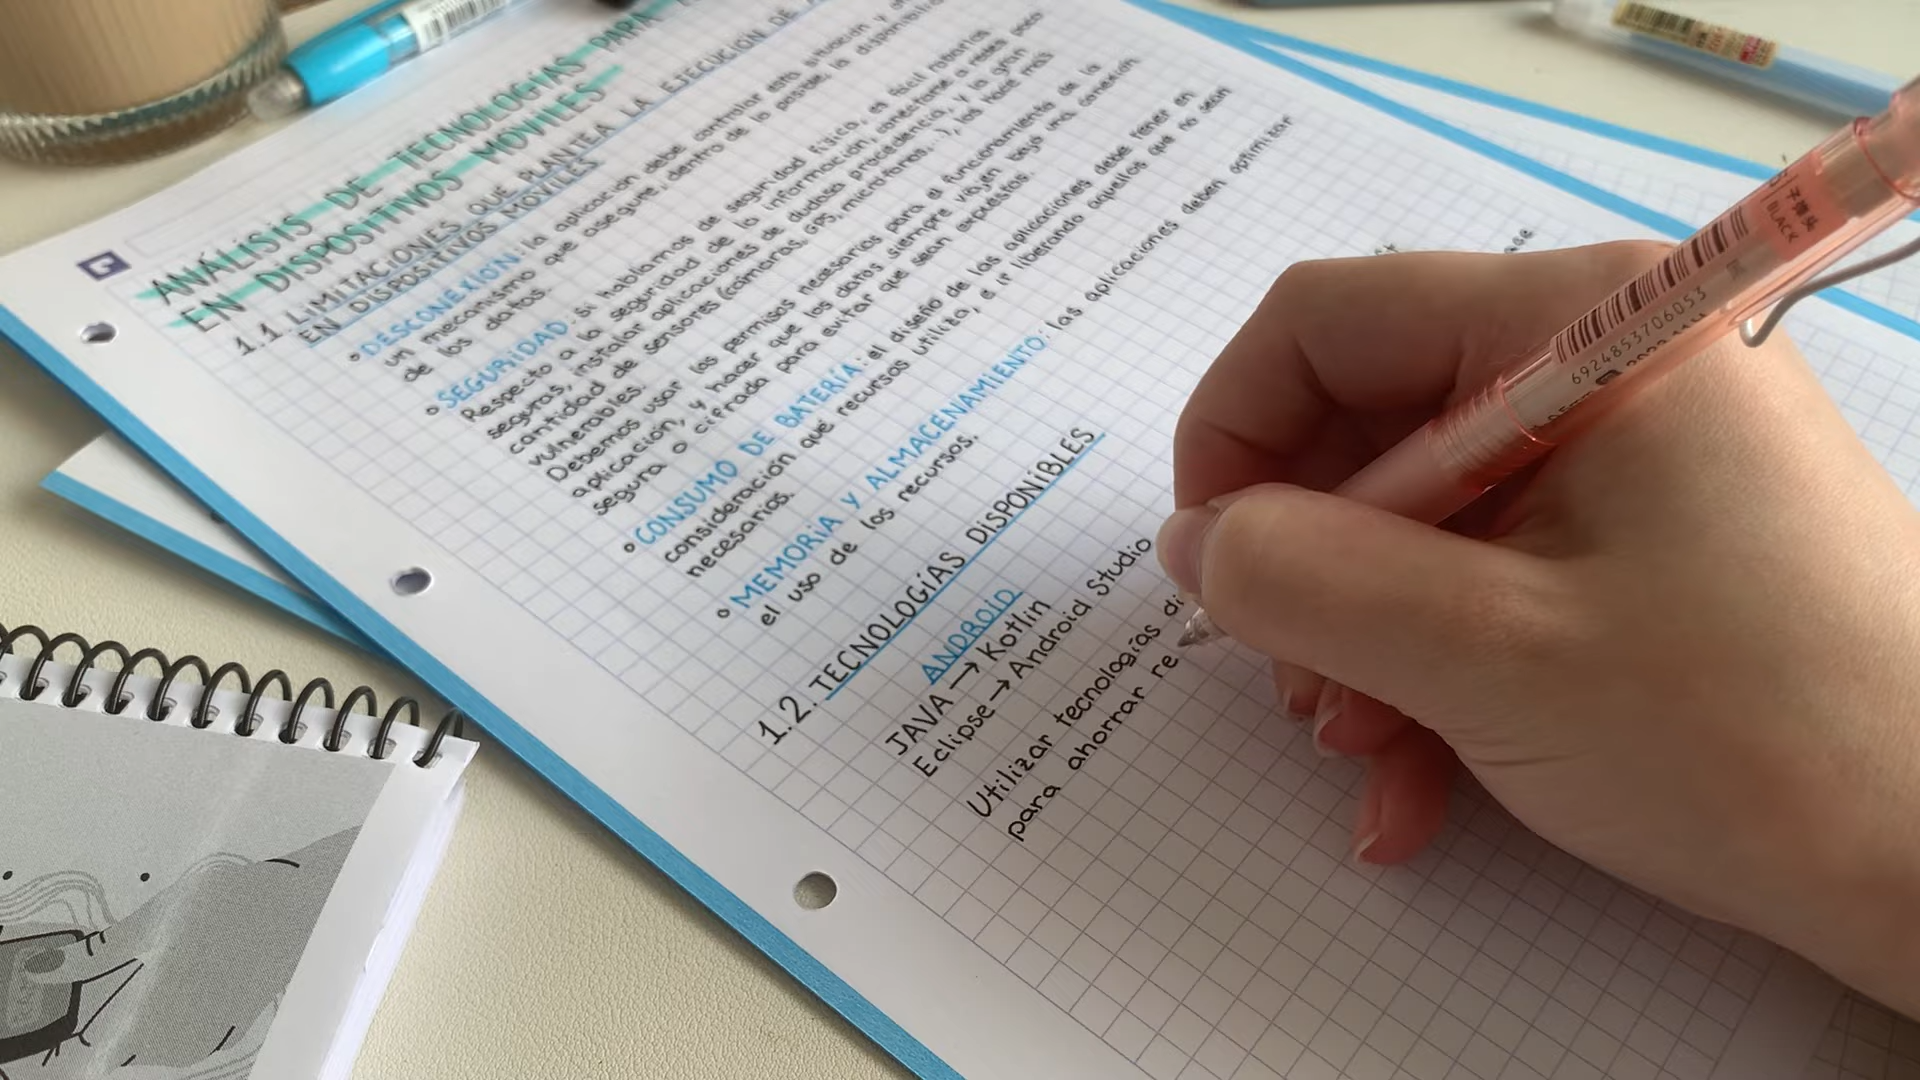 ANÁLISIS DE TECNOLOGÍAS PARA
EN DISPOSITIVOS MOVILES
1.1 LIMITACIONES QUE PLANTEA LA EJECUCIÓN DE
EN DISPOSITIVOS MÓVILES
DESCONEXIÓN: la aplicación debe controlar esta situación y
un mecanismo que asegure, dentro de lo posible, la
de los datos.
SEGURIDAD: si hablamos de seguridad física, es fácil robarlos
Respecto a la seguridad de la información, conectarse a redes poco
seguras, instalar aplicaciones de dudosa procedencia, y la gran
cantidad de sensores (cámaras, GPS, micrófonos,...), los hace más
vulnerables.
Debemos usar los permisos necesarios para el funcionamiento de la
aplicación, y hacer que los datos siempre viajen bajo una conexión
segura o cifrada para evitar que sean expuestos.
CONSUMO DE BATERÍA: el diseño de las aplicaciones debe tener en
consideración qué recursos utiliza, e ir liberando aquellos que no sean
necesarios.
MEMORIA Y ALMACENAMIENTO: las aplicaciones deben optimizar
el uso de los recursos.
1.2. TECNOLOGÍAS DISPONIBLES
ANDROID
JAVA → Kotlin
Eclipse → Android Studio
Utilizar tecnologías di
para ahorrar re
子弹头
BLACK
6924853706053